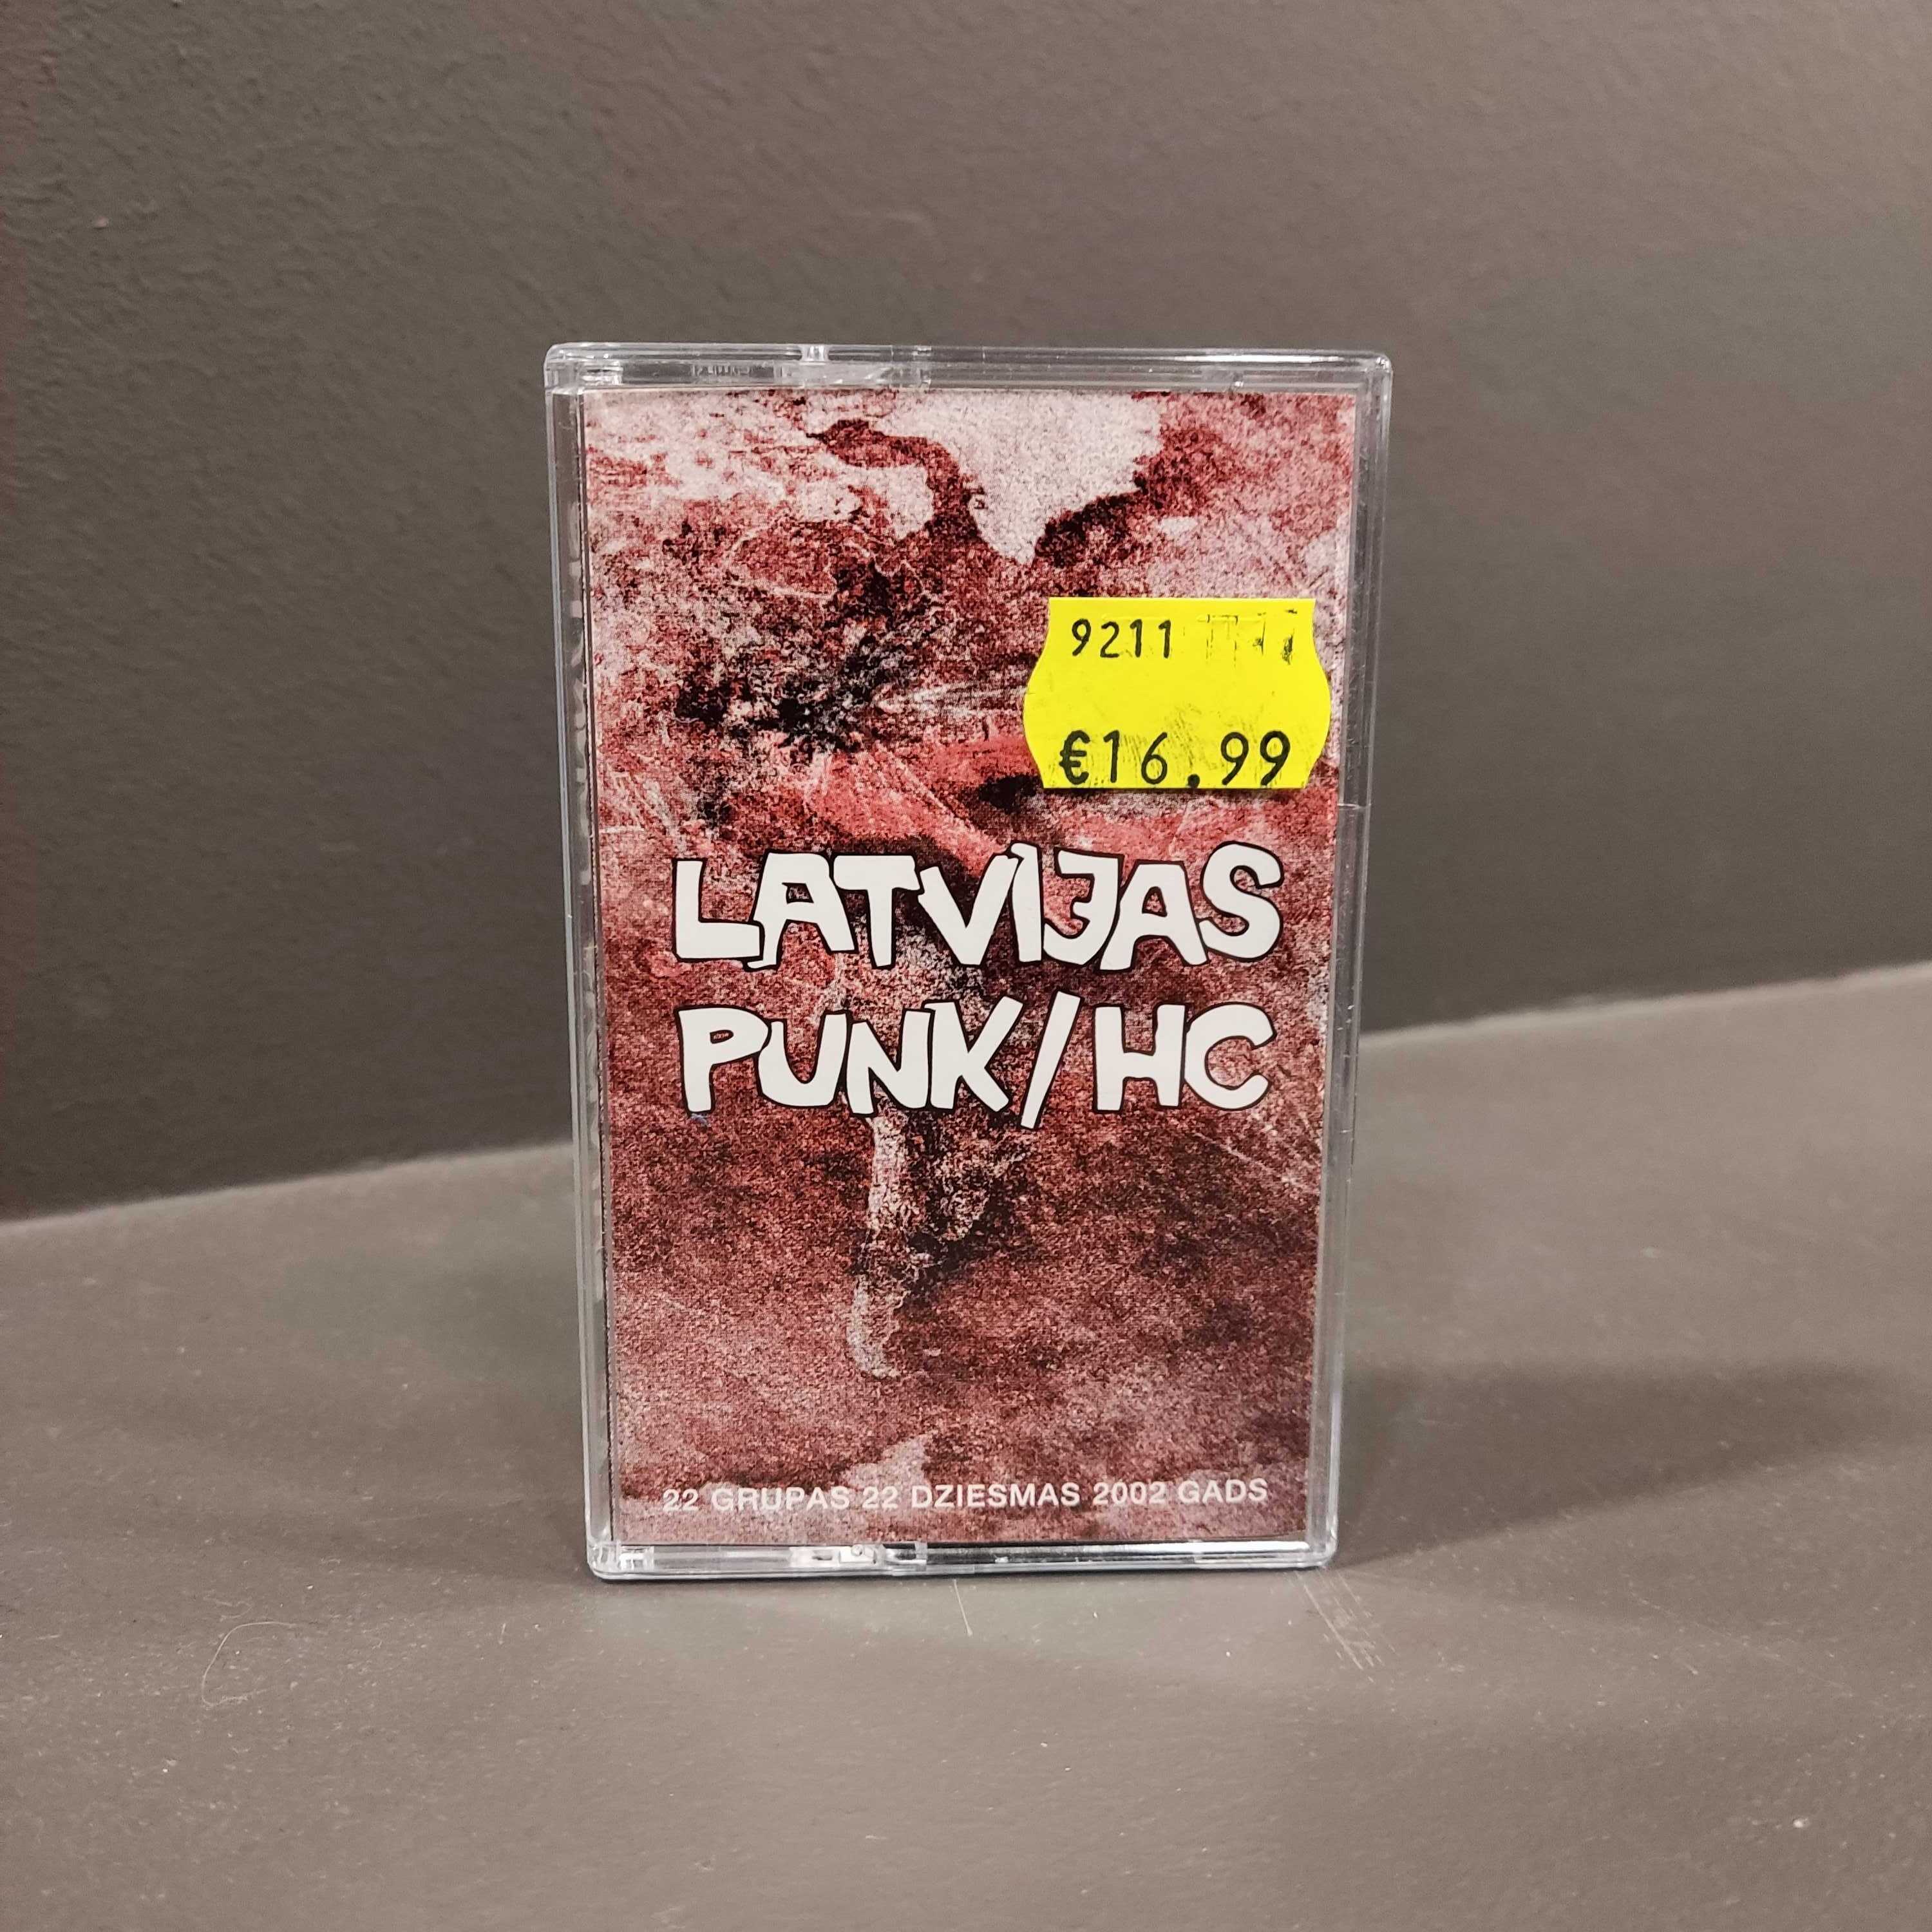 9211
€16.99
LATVIJAS
PUNK/HC
22 GRUPAS 22 DZIESMAS 2002 GADS